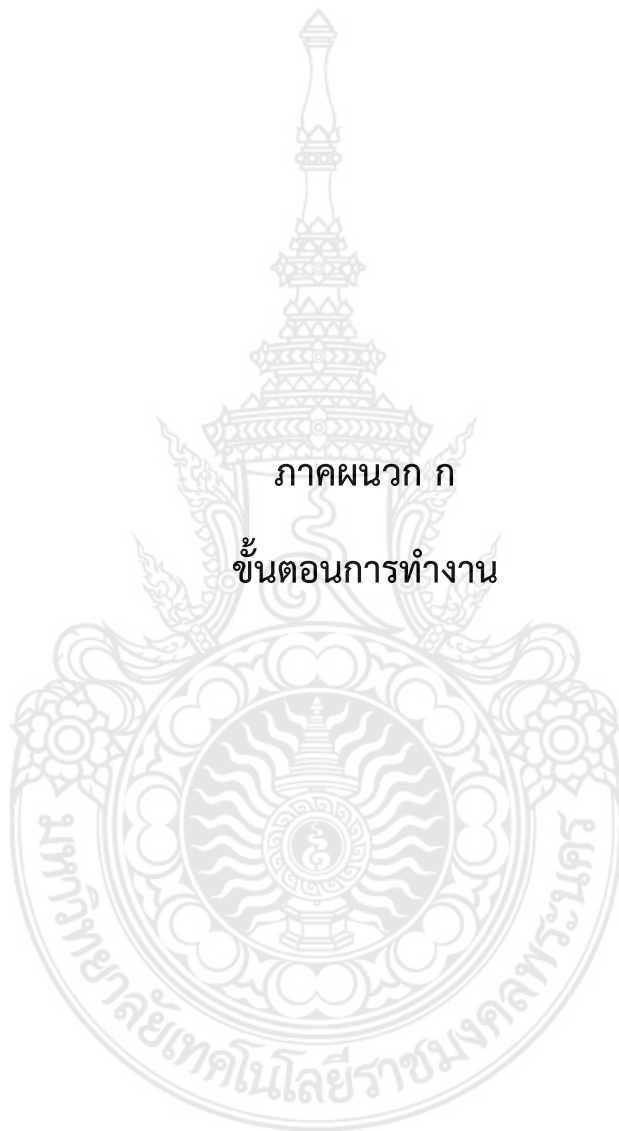 ภาคผนวก ก
ขั้นตอนการทำงาน
มหาวิทยาลัยเทคโนโลยีราชมงคลพระนคร